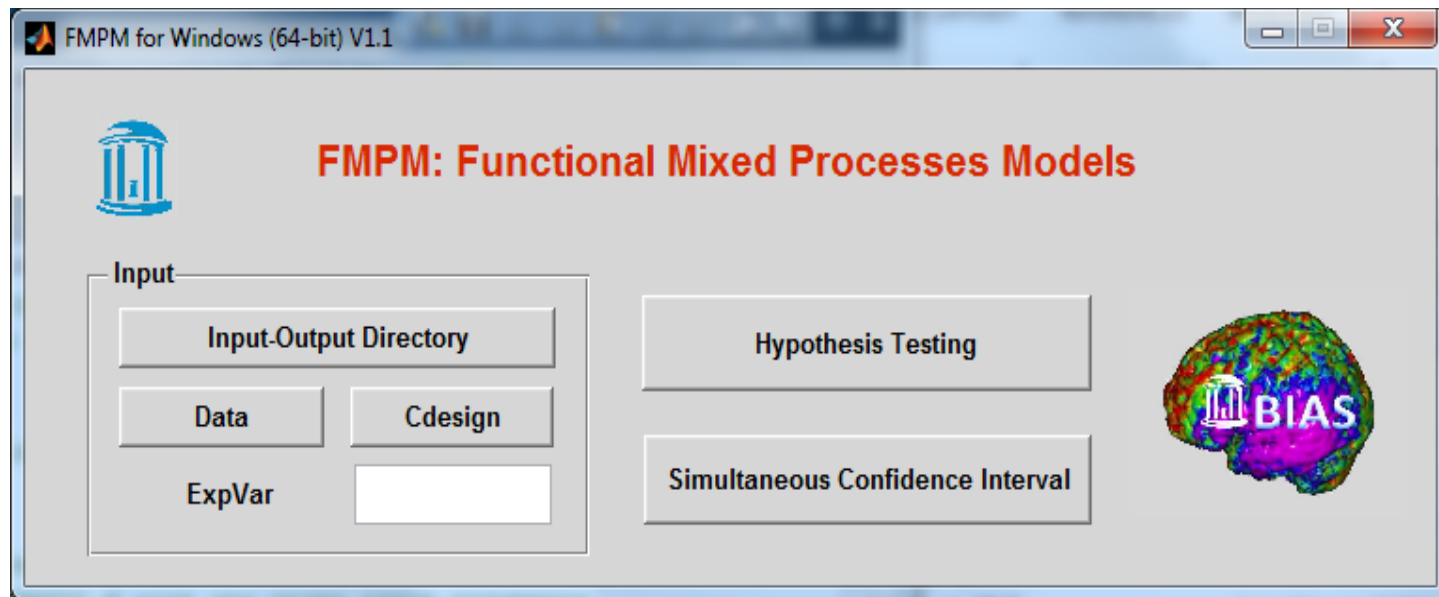 FMPM for Windows (64-bit) V1.1
FMPM: Functional Mixed Processes Models
Input
Input-Output Directory
Data
Cdesign
ExpVar
Hypothesis Testing
Simultaneous Confidence Interval
BIAS